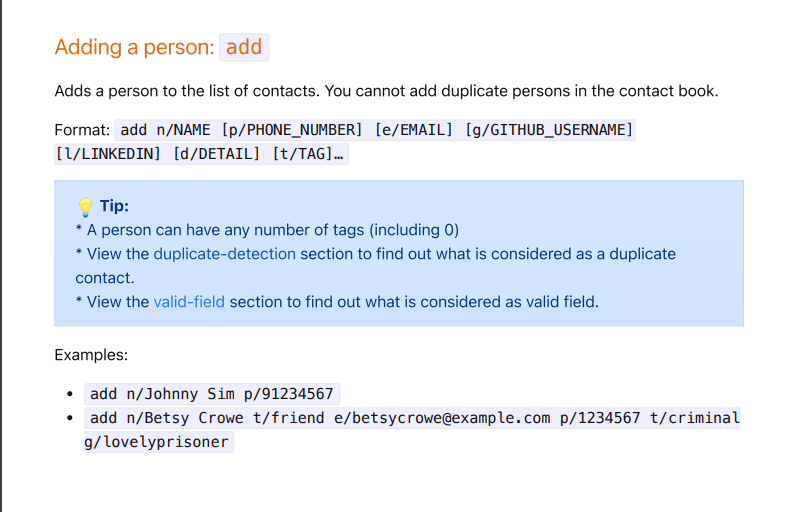 Adding a person: add
Adds a person to the list of contacts. You cannot add duplicate persons in the contact book.
Format: add n/NAME [p/PHONE_NUMBER] [e/EMAIL] [g/GITHUB_USERNAME]
[l/LINKEDIN] [d/DETAIL] [t/TAG]…
💡 Tip:
* A person can have any number of tags (including 0)
* View the duplicate-detection section to find out what is considered as a duplicate
contact.
* View the valid-field section to find out what is considered as valid field.
Examples:
• add n/Johnny Sim p/91234567
• add n/Betsy Crowe t/friend e/betsycrowe@example.com p/1234567 t/criminal
g/lovelyprisoner